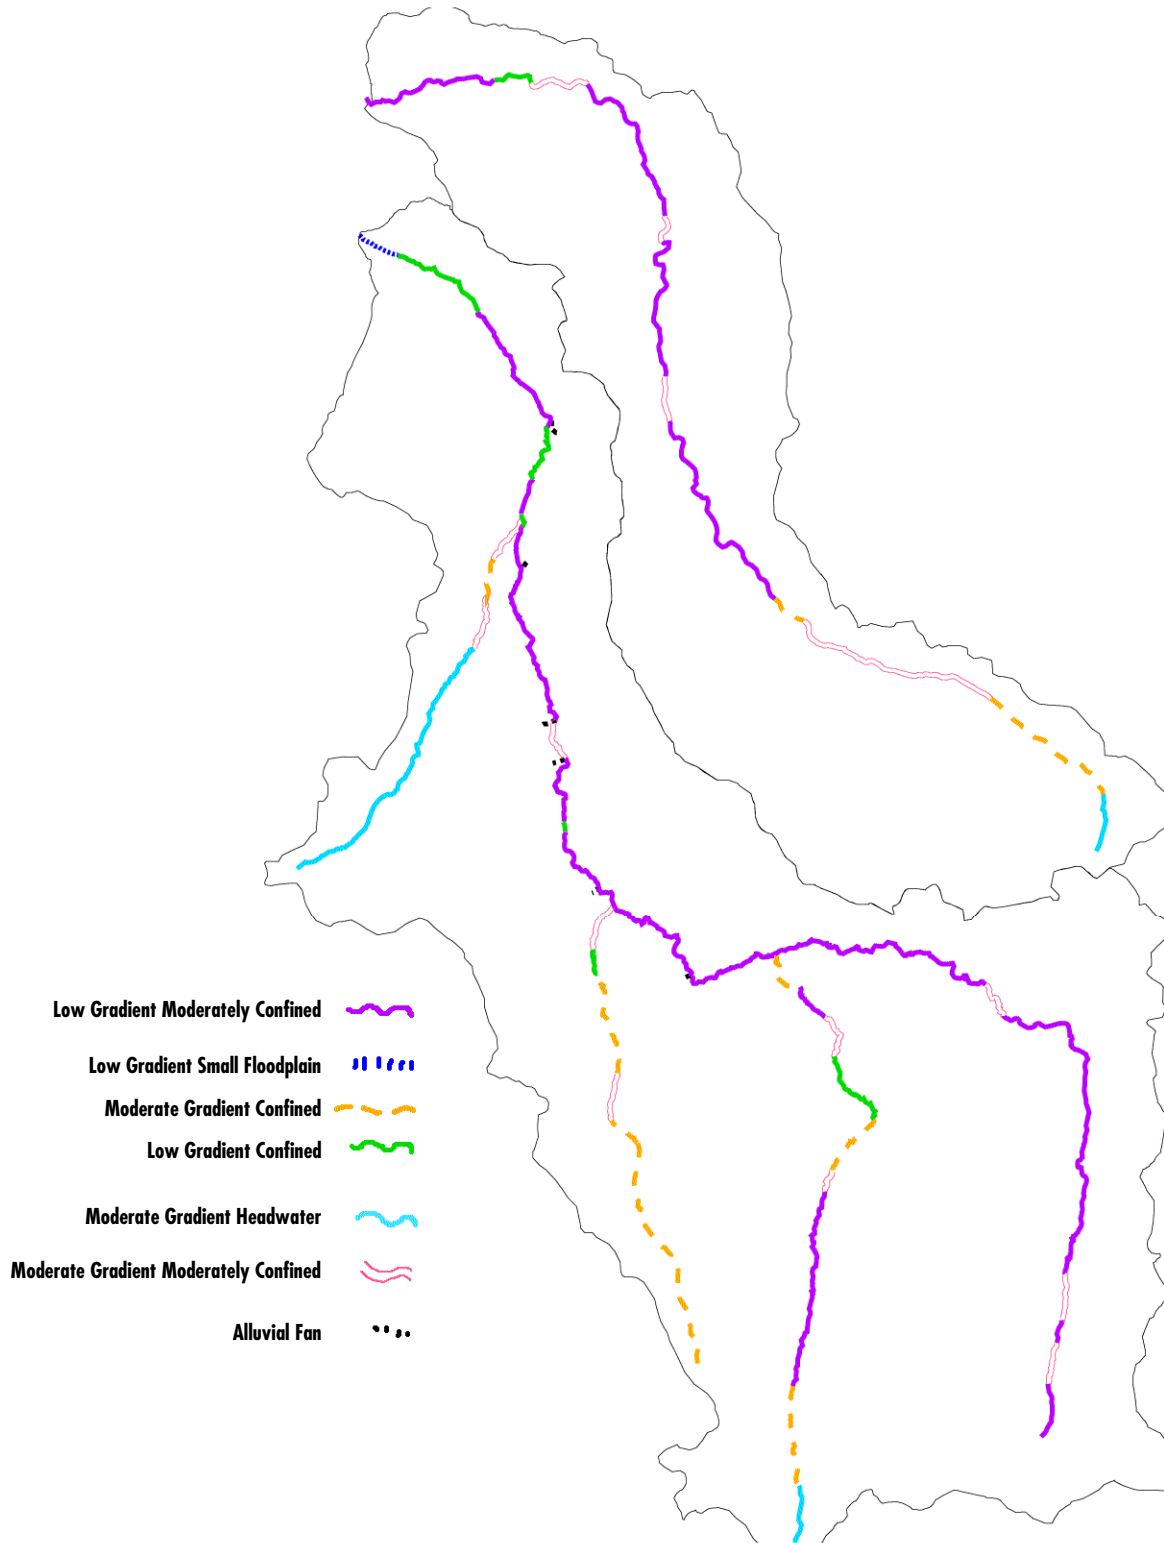 Low Gradient Moderately Confined
Low Gradient Small Floodplain
Moderate Gradient Confined
Low Gradient Confined
Moderate Gradient Headwater
Moderate Gradient Moderately Confined
Alluvial Fan